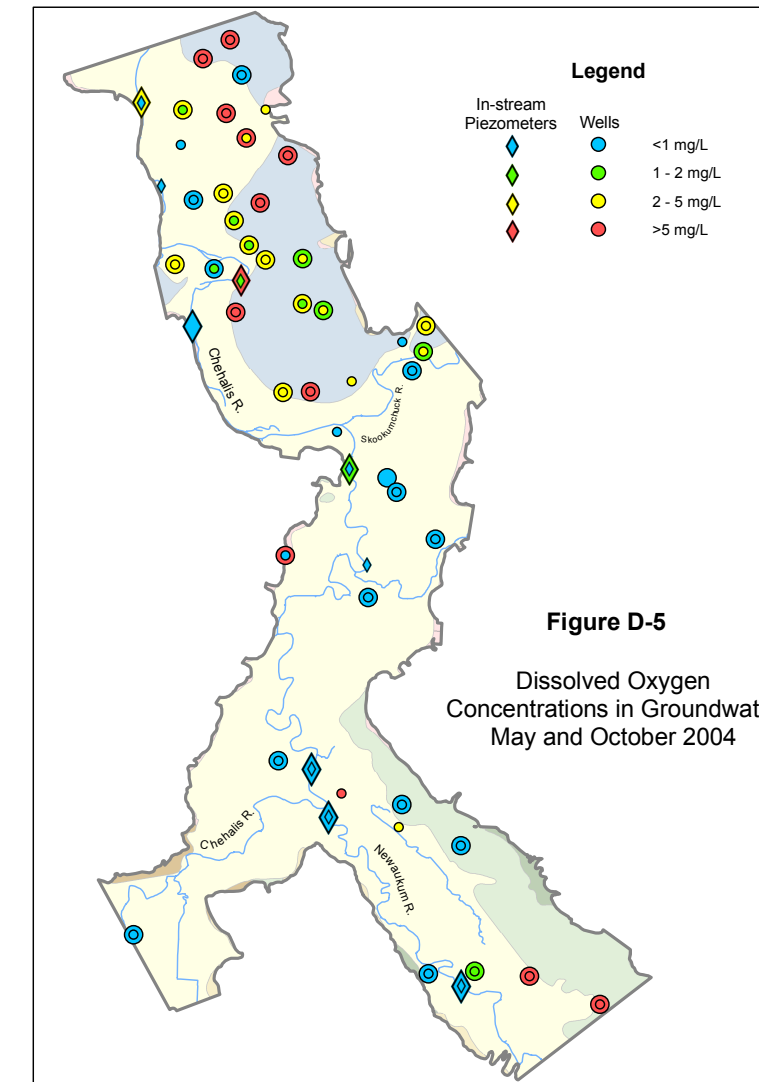 Legend
In-stream
Piezometers
Wells
<1 mg/L
1 - 2 mg/L
2 - 5 mg/L
>5 mg/L
Chehalis R.
Skookumchuck R.
Figure D-5
Dissolved Oxygen
Concentrations in Groundwat
May and October 2004
Chehalis R.
Newaukum R.